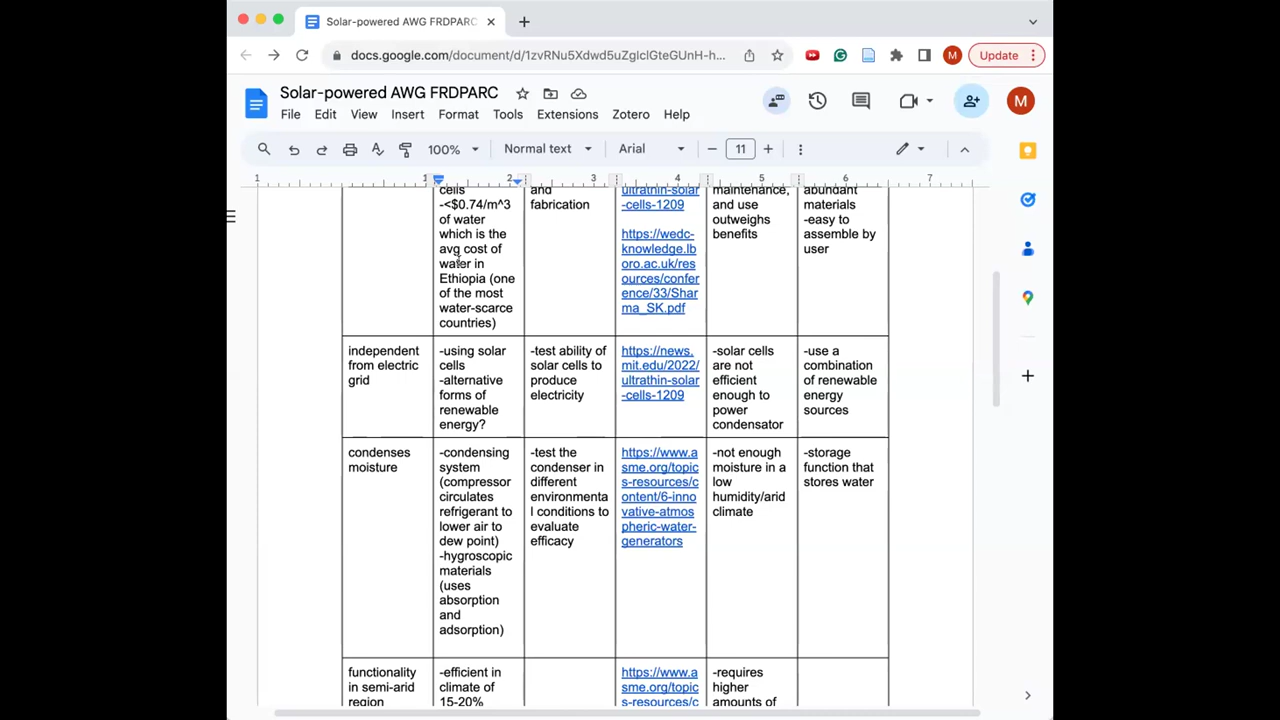 Solar-powered AWG FRDPARC
docs.google.com/document/d/1zvRNu5Xdwd5uZglclGteGUnH-h...
M
Update
Solar-powered AWG FRDPARC
M
File Edit View Insert Format Tools Extensions Zotero Help
100% Normal text Arial 11
1 1 2 3 4 5 6 7
cells
-<$0.74/m^3
of water
which is the
avg cost of
water in
Ethiopia (one
of the most
water-scarce
countries)
and
fabrication
ultrathin-solar
-cells-1209
https://wedc-
knowledge.lb
oro.ac.uk/res
ources/confer
ence/33/Shar
ma_SK.pdf
maintenance,
and use
outweighs
benefits
abundant
materials
-easy to
assemble by
user
independent
from electric
grid
-using solar
cells
-alternative
forms of
renewable
energy?
-test ability of
solar cells to
produce
electricity
https://news.
mit.edu/2022/
ultrathin-solar
-cells-1209
-solar cells
are not
efficient
enough to
power
condensator
-use a
combination
of renewable
energy
sources
condenses
moisture
-condensing
system
(compressor
circulates
refrigerant to
lower air to
dew point)
-hygroscopic
materials
(uses
absorption
and
adsorption)
-test the
condenser in
different
environmenta
l conditions to
evaluate
efficacy
https://www.a
sme.org/topic
s-resources/c
ontent/6-inno
vative-atmos
pheric-water-
generators
-not enough
moisture in a
low
humidity/arid
climate
-storage
function that
stores water
functionality
in semi-arid
region
-efficient in
climate of
15-20%
https://www.a
sme.org/topic
s-resources/c
-requires
higher
amounts of